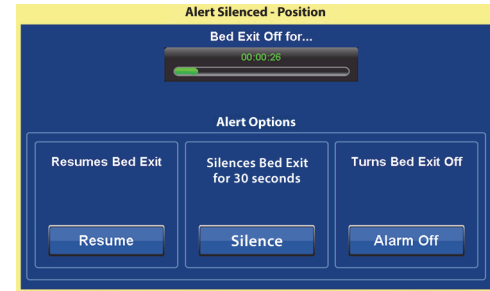 Alert Silenced - Position
Bed Exit Off for...
00:00:26
Alert Options
Resumes Bed Exit
Resume
Silences Bed Exit
for 30 seconds
Silence
Turns Bed Exit Off
Alarm Off